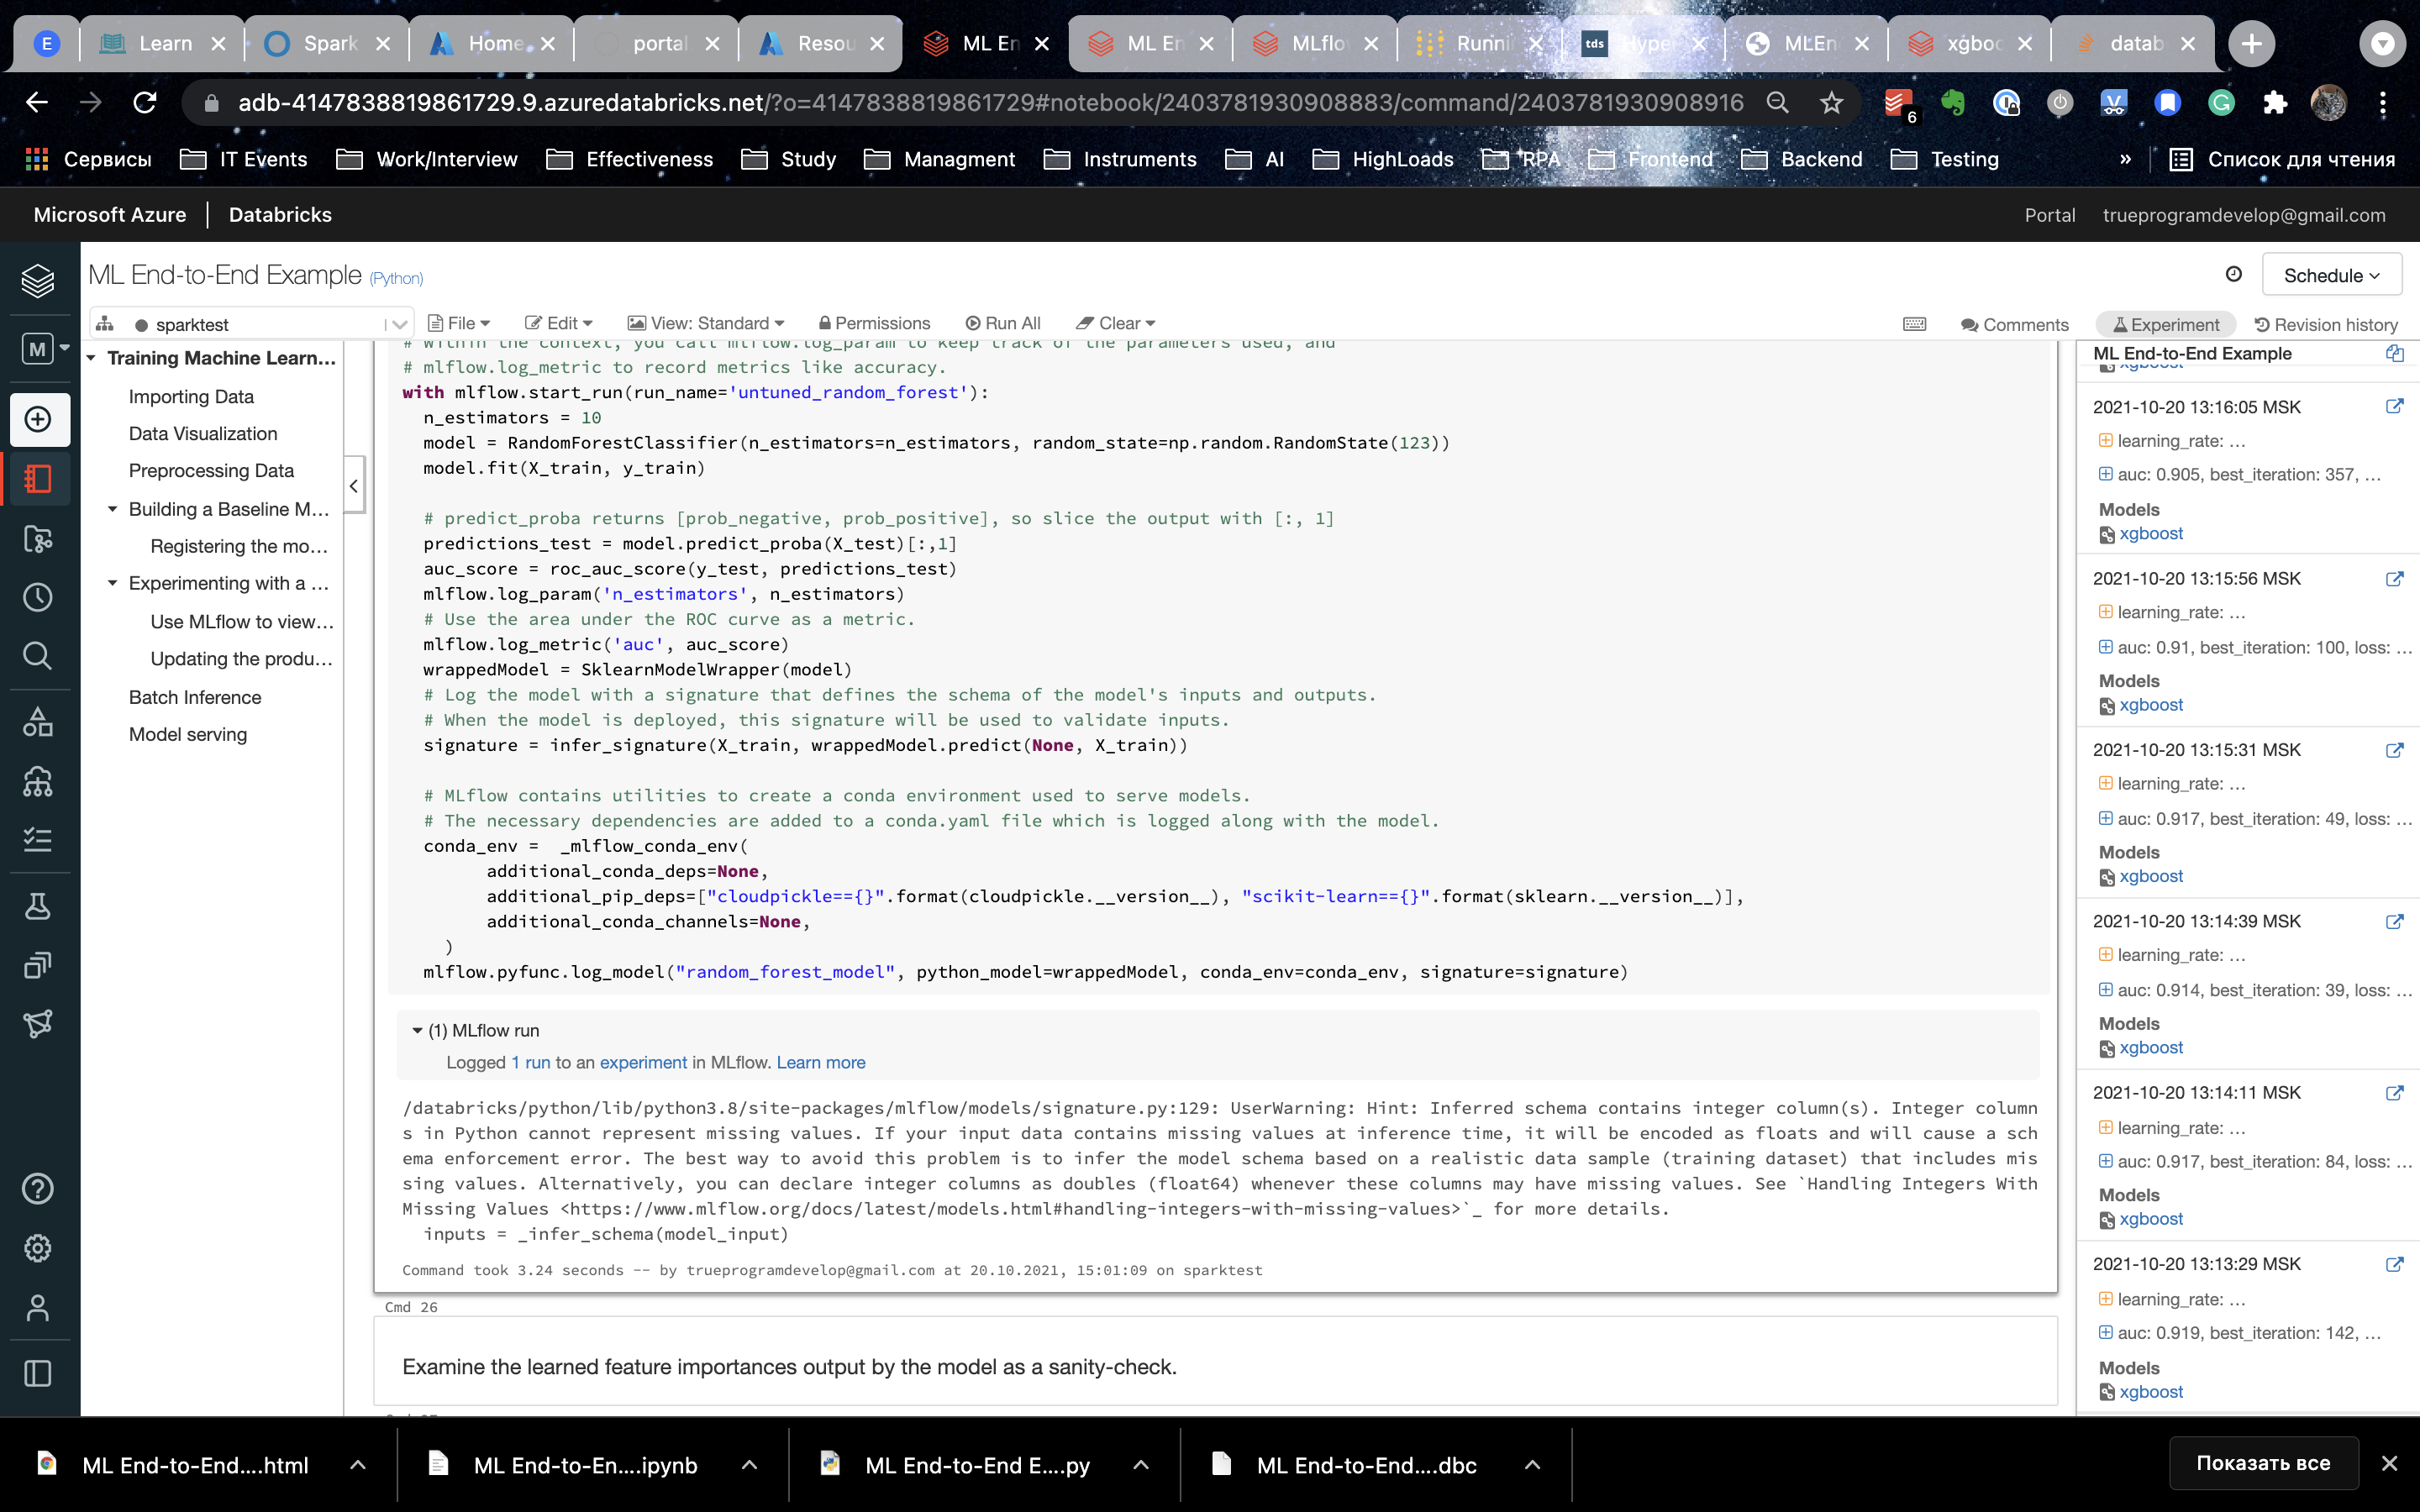 E
Learn
Spark
Home
portal
Resou
ML En
ML En
MLflo
Runni
tds
Hype
MLEn
xgboo
datab
adb-4147838819861729.9.azuredatabricks.net/?o=4147838819861729#notebook/2403781930908883/command/2403781930908916
6
Сервисы
IT Events
Work/Interview
Effectiveness
Study
Managment
Instruments
AI
HighLoads
RPA
Frontend
Backend
Testing
»
Список для чтения
Microsoft Azure
Databricks
Portal
trueprogramdevelop@gmail.com
ML End-to-End Example (Python)
Schedule
sparktest
File
Edit
View: Standard
Permissions
Run All
Clear
Comments
Experiment
Revision history
M
Training Machine Learn...
Importing Data
Data Visualization
Preprocessing Data
Building a Baseline M...
Registering the mo...
Experimenting with a ...
Use MLflow to view...
Updating the produ...
Batch Inference
Model serving
# Within the context, you call mlflow.log_param to keep track of the parameters used, and
# mlflow.log_metric to record metrics like accuracy.
with mlflow.start_run(run_name='untuned_random_forest'):
n_estimators = 10
model = RandomForestClassifier(n_estimators=n_estimators, random_state=np.random.RandomState(123))
model.fit(X_train, y_train)
# predict_proba returns [prob_negative, prob_positive], so slice the output with [:, 1]
predictions_test = model.predict_proba(X_test)[:,1]
auc_score = roc_auc_score(y_test, predictions_test)
mlflow.log_param('n_estimators', n_estimators)
# Use the area under the ROC curve as a metric.
mlflow.log_metric('auc', auc_score)
wrappedModel = SklearnModelWrapper(model)
# Log the model with a signature that defines the schema of the model's inputs and outputs.
# When the model is deployed, this signature will be used to validate inputs.
signature = infer_signature(X_train, wrappedModel.predict(None, X_train))
# MLflow contains utilities to create a conda environment used to serve models.
# The necessary dependencies are added to a conda.yaml file which is logged along with the model.
conda_env =  _mlflow_conda_env(
additional_conda_deps=None,
additional_pip_deps=["cloudpickle=={}".format(cloudpickle.__version__), "scikit-learn=={}".format(sklearn.__version__)],
additional_conda_channels=None,
)
mlflow.pyfunc.log_model("random_forest_model", python_model=wrappedModel, conda_env=conda_env, signature=signature)
(1) MLflow run
Logged 1 run to an experiment in MLflow. Learn more
/databricks/python/lib/python3.8/site-packages/mlflow/models/signature.py:129: UserWarning: Hint: Inferred schema contains integer column(s). Integer column
s in Python cannot represent missing values. If your input data contains missing values at inference time, it will be encoded as floats and will cause a sch
ema enforcement error. The best way to avoid this problem is to infer the model schema based on a realistic data sample (training dataset) that includes mis
sing values. Alternatively, you can declare integer columns as doubles (float64) whenever these columns may have missing values. See `Handling Integers With
Missing Values <https://www.mlflow.org/docs/latest/models.html#handling-integers-with-missing-values>`_ for more details.
inputs = _infer_schema(model_input)
Command took 3.24 seconds -- by trueprogramdevelop@gmail.com at 20.10.2021, 15:01:09 on sparktest
Cmd 26
Examine the learned feature importances output by the model as a sanity-check.
Cmd 27
ML End-to-End Example
xgboost
2021-10-20 13:16:05 MSK
learning_rate: ...
auc: 0.905, best_iteration: 357, ...
Models
xgboost
2021-10-20 13:15:56 MSK
learning_rate: ...
auc: 0.91, best_iteration: 100, loss: ...
Models
xgboost
2021-10-20 13:15:31 MSK
learning_rate: ...
auc: 0.917, best_iteration: 49, loss: ...
Models
xgboost
2021-10-20 13:14:39 MSK
learning_rate: ...
auc: 0.914, best_iteration: 39, loss: ...
Models
xgboost
2021-10-20 13:14:11 MSK
learning_rate: ...
auc: 0.917, best_iteration: 84, loss: ...
Models
xgboost
2021-10-20 13:13:29 MSK
learning_rate: ...
auc: 0.919, best_iteration: 142, ...
Models
xgboost
ML End-to-End....html
ML End-to-En....ipynb
ML End-to-End E....py
ML End-to-End....dbc
Показать все